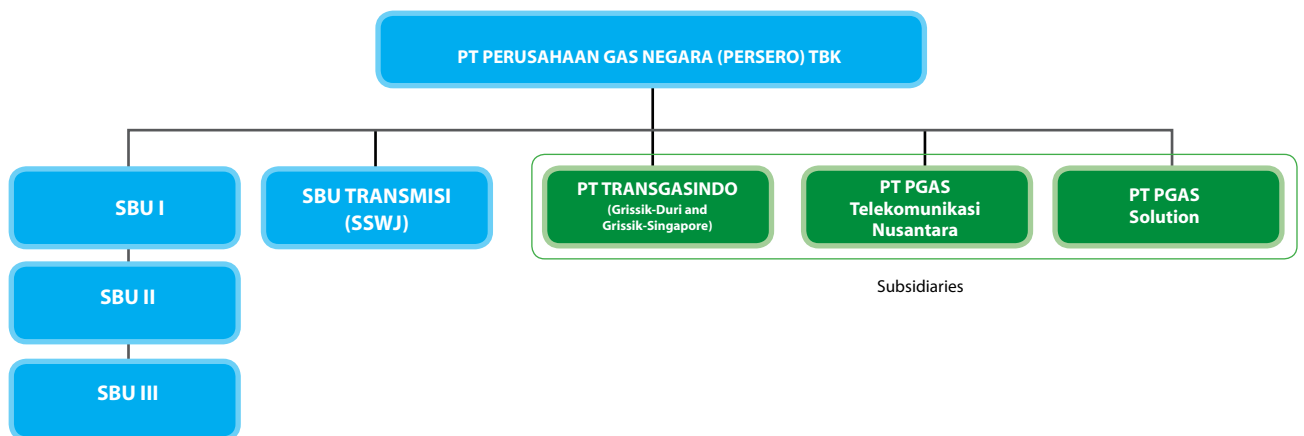 PT PERUSAHAAN GAS NEGARA (PERSERO) TBK
SBU I
SBU TRANSMISI
(SSWJ)
PT TRANSGASINDO
(Grissik-Duri and
Grissik-Singapore)
PT PGAS
Telekomunikasi
Nusantara
PT PGAS
Solution
SBU II
Subsidiaries
SBU III